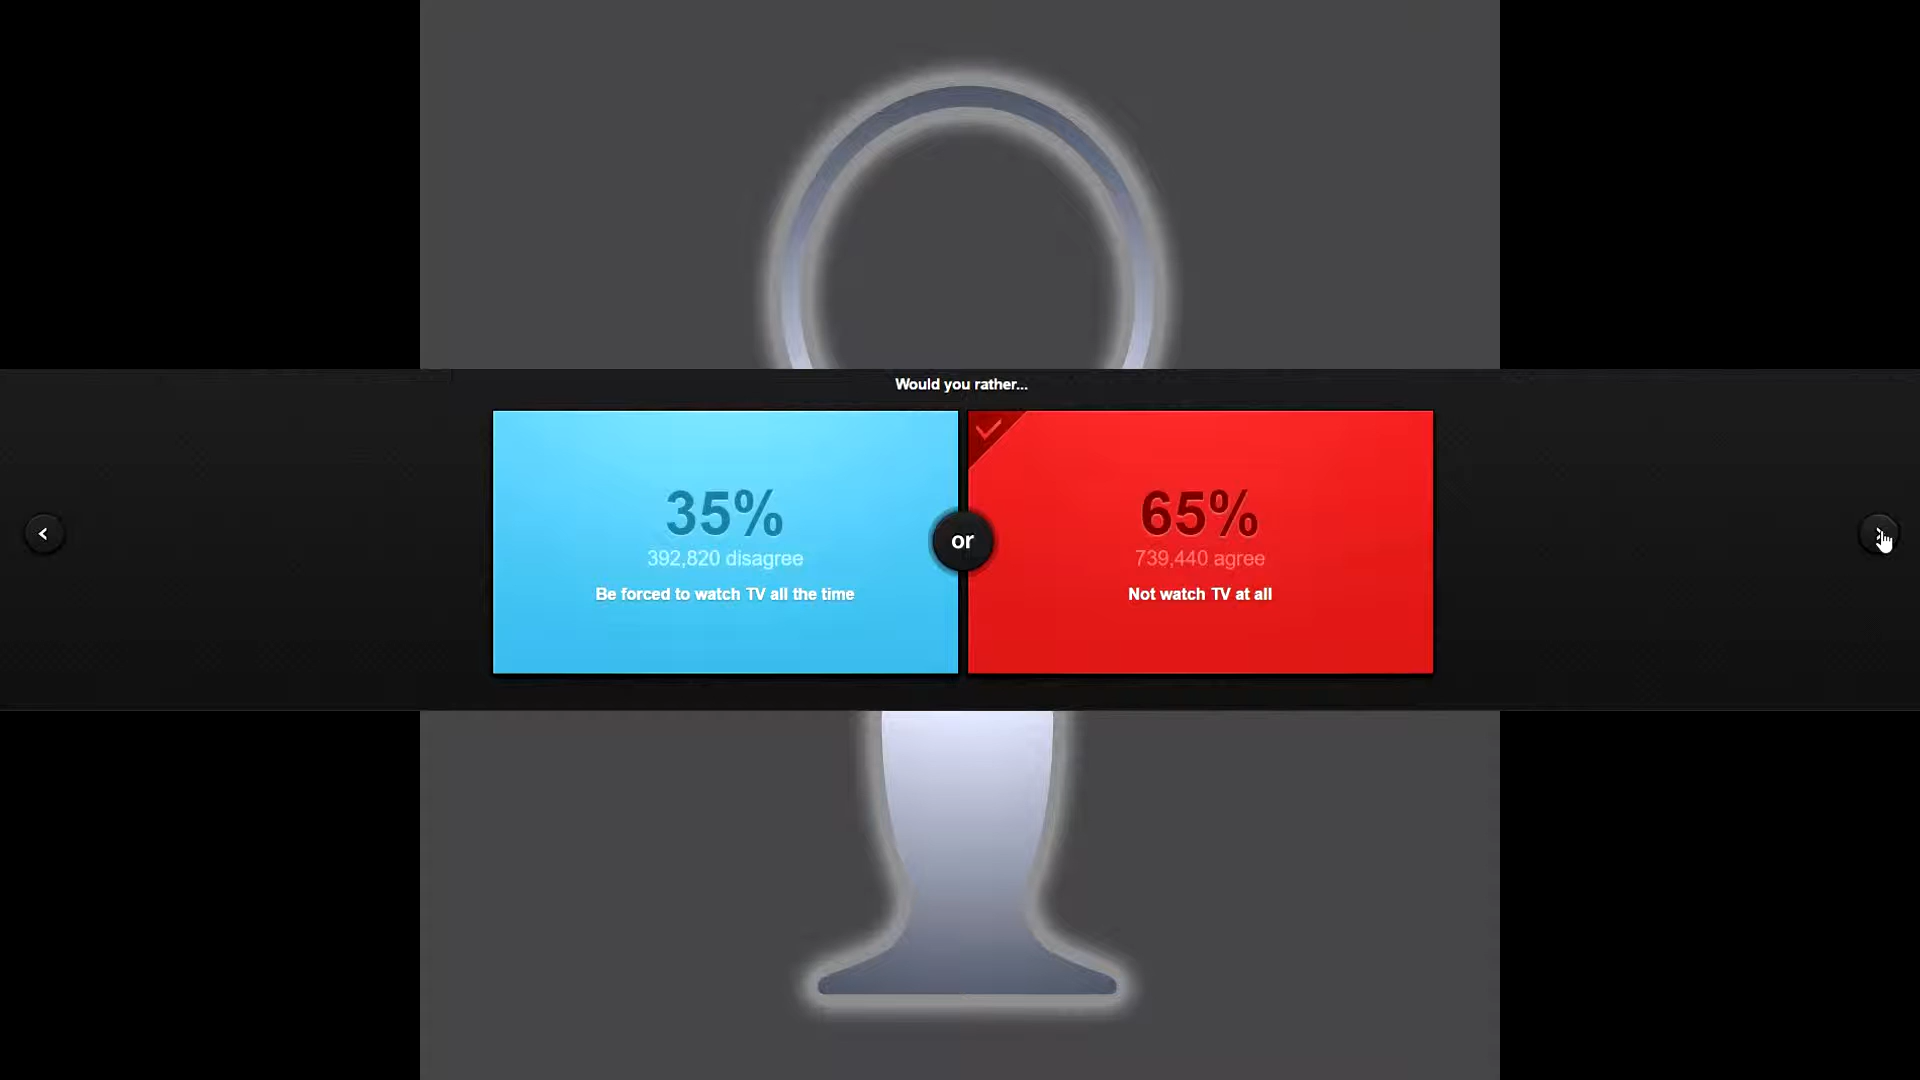 Would you rather...
35%
392,820 disagree
Be forced to watch TV all the time
or
65%
739,440 agree
Not watch TV at all